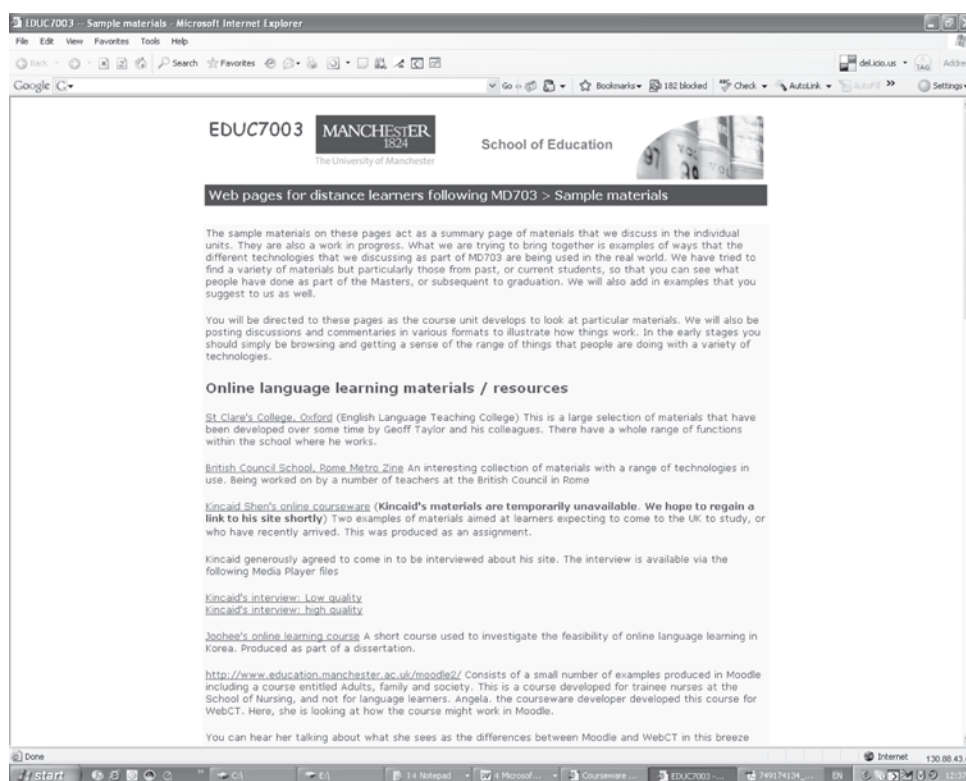 EDUC7003 -- Sample materials - Microsoft Internet Explorer
File Edit View Favorites Tools Help
Back Search Favorites del.icio.us TAG Addre
Google Go Bookmarks 182 blocked Check AutoLink AutoFill Settings
EDUC7003 MANCHESTER 1824 School of Education
The University of Manchester
Web pages for distance learners following MD703 > Sample materials
The sample materials on these pages act as a summary page of materials that we discuss in the individual
units. They are also a work in progress. What we are trying to bring together is examples of ways that the
different technologies that we discussing as part of MD703 are being used in the real world. We have tried to
find a variety of materials but particularly those from past, or current students, so that you can see what
people have done as part of the Masters, or subsequent to graduation. We will also add in examples that you
suggest to us as well.
You will be directed to these pages as the course unit develops to look at particular materials. We will also be
posting discussions and commentaries in various formats to illustrate how things work. In the early stages you
should simply be browsing and getting a sense of the range of things that people are doing with a variety of
technologies.
Online language learning materials / resources
St Clare's College, Oxford (English Language Teaching College) This is a large selection of materials that have
been developed over some time by Geoff Taylor and his colleagues. There have a whole range of functions
within the school where he works.
British Council School, Rome Metro Zine An interesting collection of materials with a range of technologies in
use. Being worked on by a number of teachers at the British Council in Rome
Kincaid Shen's online courseware (Kincaid's materials are temporarily unavailable. We hope to regain a
link to his site shortly) Two examples of materials aimed at learners expecting to come to the UK to study, or
who have recently arrived. This was produced as an assignment.
Kincaid generously agreed to come in to be interviewed about his site. The interview is available via the
following Media Player files
Kincaid's interview: Low quality
Kincaid's interview: high quality
Joohee's online learning course A short course used to investigate the feasibility of online language learning in
Korea. Produced as part of a dissertation.
http://www.education.manchester.ac.uk/moodle2/ Consists of a small number of examples produced in Moodle
including a course entitled Adults, family and society. This is a course developed for trainee nurses at the
School of Nursing, and not for language learners. Angela. the courseware developer developed this course for
WebCT. Here, she is looking at how the course might work in Moodle.
You can hear her talking about what she sees as the differences between Moodle and WebCT in this breeze
Done Internet 130.88.43.
start C:\ E:\ 14 Notepad 4 Microsof... Courseware ... EDUC7003 -... 749174134_... EN